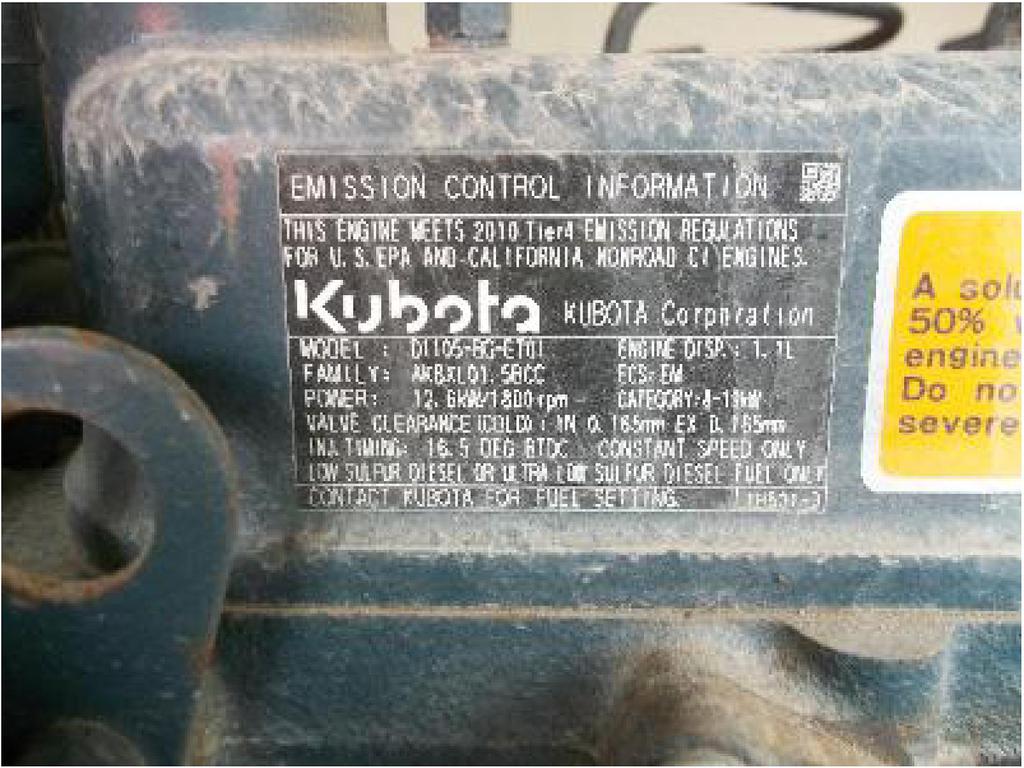 EMISSION CONTROL INFORMATION
THIS ENGINE MEETS 2010 Tier4 EMISSION REGULATIONS
FOR U.S. EPA AND CALIFORNIA NONROAD CI ENGINES.
Kubota KUBOTA Corporation
MODEL : D1105-BG-ET01 ENGINE DISP.: 1.1L
FAMILY: AKBXL01.5BCC ECS: EM
POWER: 12.6kW/1800rpm CATEGORY: 8-19kW
VALVE CLEARANCE(COLD): IN 0.165mm EX 0.165mm
INJ.TIMING: 16.5 DEG BTDC CONSTANT SPEED ONLY
LOW SULFUR DIESEL OR ULTRA LOW SULFUR DIESEL FUEL ONLY
CONTACT KUBOTA FOR FUEL SETTING.
A solu
50% w
engine
Do no
severe